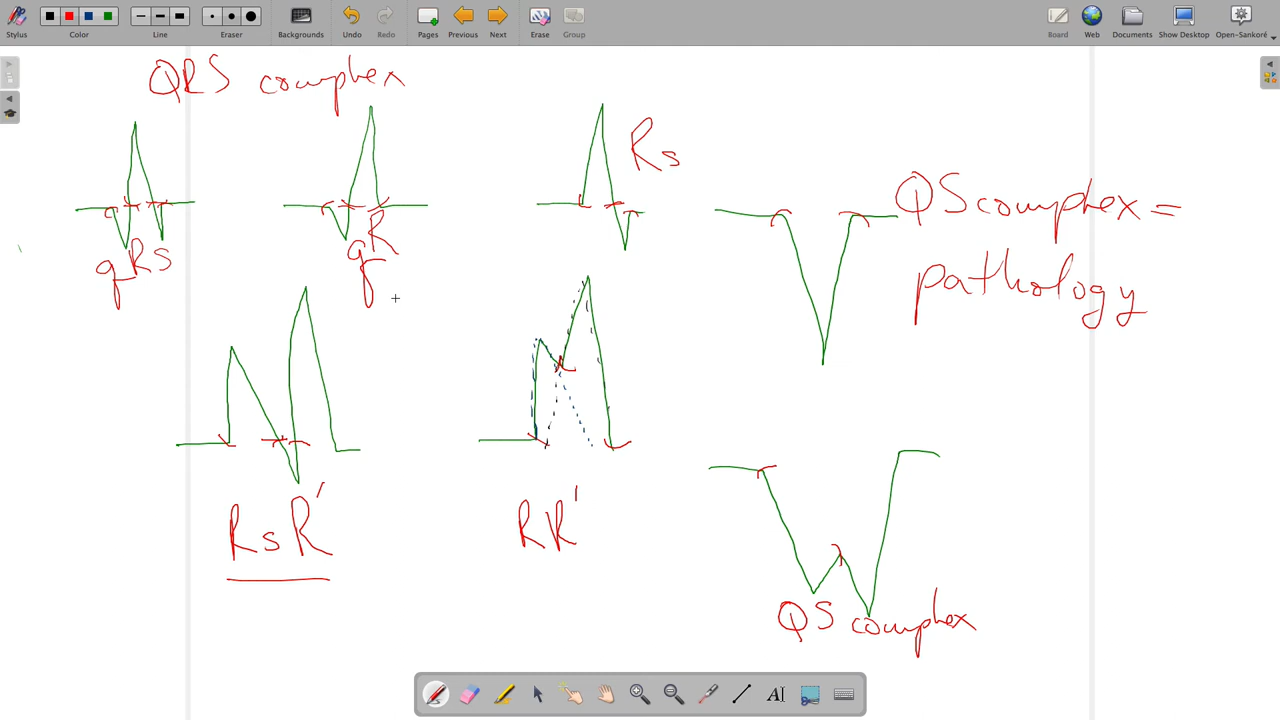 Stylus Color Line Eraser Backgrounds Undo Redo Pages Previous Next Erase Group Board Web Documents Show Desktop Open-Sankoré
QRS complex
qRs
qR
Rs
QS complex =
pathology
RsR'
RR'
QS complex
AI